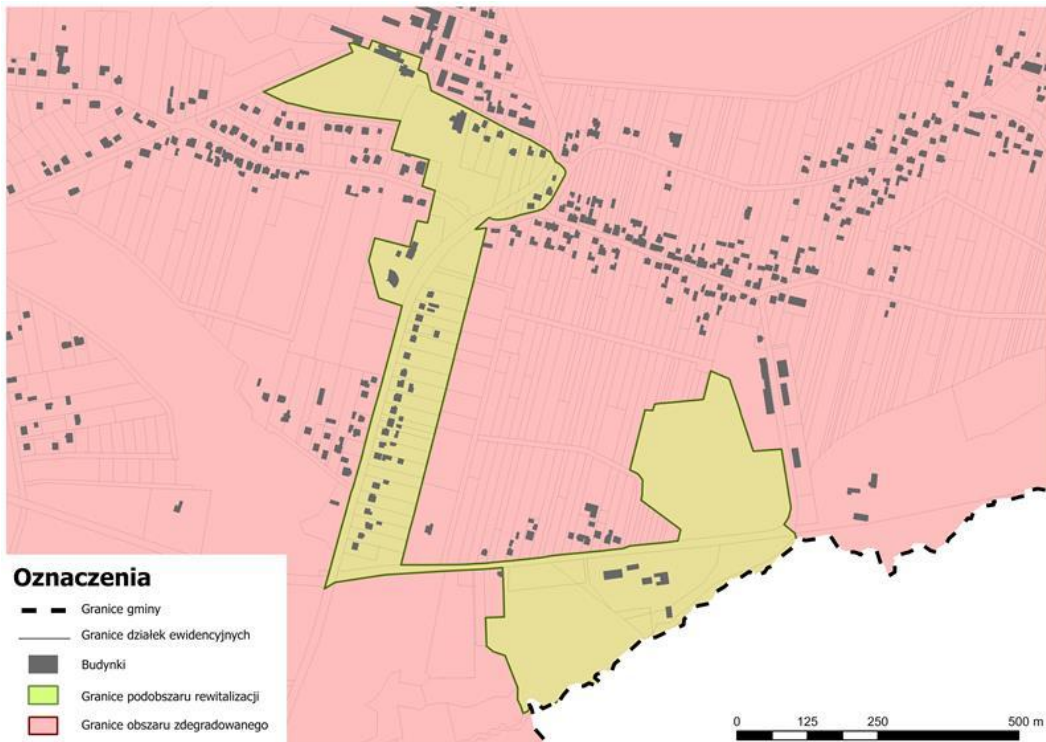 Oznaczenia
Granice gminy
Granice działek ewidencyjnych
Budynki
Granice podobszaru rewitalizacji
Granice obszaru zdegradowanego
0 125 250 500 m